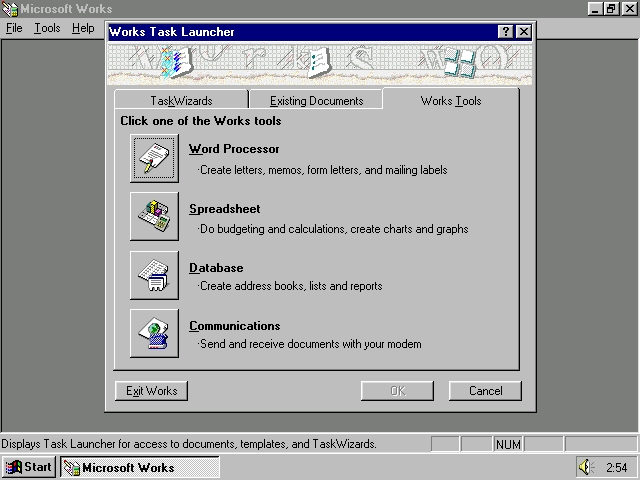 Microsoft Works
File Tools Help
Works Task Launcher
TaskWizards Existing Documents Works Tools
Click one of the Works tools
Word Processor
·Create letters, memos, form letters, and mailing labels
Spreadsheet
·Do budgeting and calculations, create charts and graphs
Database
·Create address books, lists and reports
Communications
·Send and receive documents with your modem
Exit Works OK Cancel
Displays Task Launcher for access to documents, templates, and TaskWizards. NUM
Start Microsoft Works 2:54